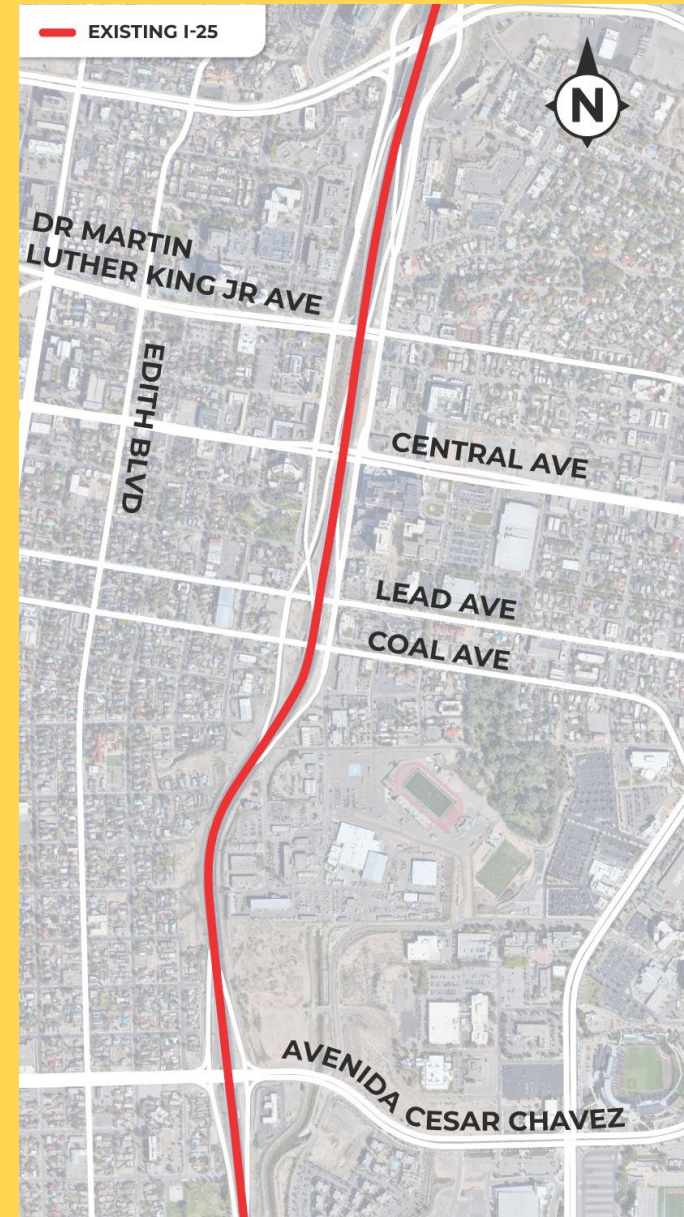 EXISTING I-25
N
DR MARTIN
LUTHER KING JR AVE
EDITH BLVD
CENTRAL AVE
LEAD AVE
COAL AVE
AVENIDA CESAR CHAVEZ